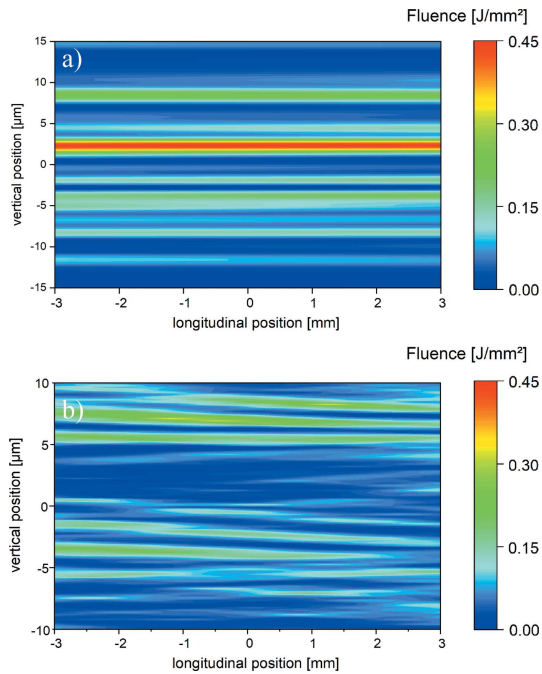 Fluence [J/mm²]
a)
15
10
5
0
-5
-10
-15
vertical position [µm]
-3 -2 -1 0 1 2 3
longitudinal position [mm]
0.45
0.30
0.15
0.00
Fluence [J/mm²]
b)
10
5
0
-5
-10
vertical position [µm]
-3 -2 -1 0 1 2 3
longitudinal position [mm]
0.45
0.30
0.15
0.00